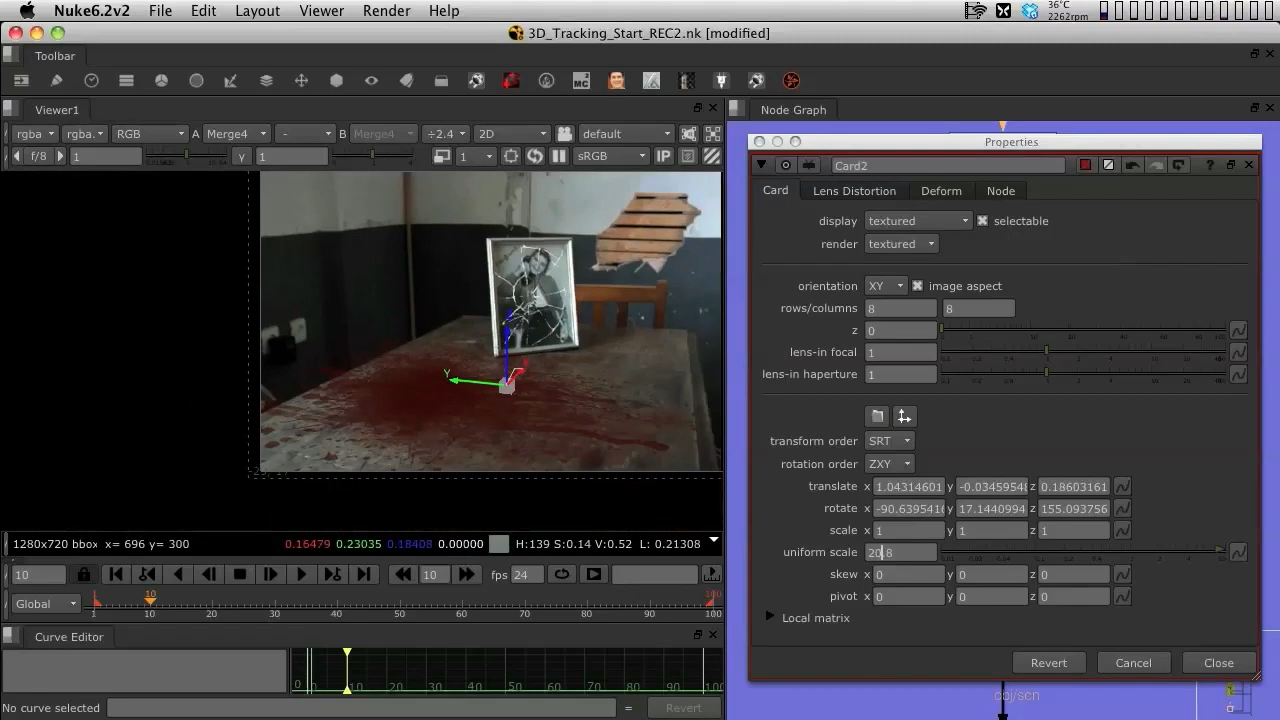 Nuke6.2v2 File Edit Layout Viewer Render Help 36°C 2262rpm
3D_Tracking_Start_REC2.nk [modified]
Toolbar
MC
Viewer1 Node Graph
rgba rgba. RGB A Merge4 - B Merge4 ÷2.4 2D default
f/8 1 Y 1 1 sRGB IP
Properties
Card2 ?
Card Lens Distortion Deform Node
display textured selectable
render textured
orientation XY image aspect
rows/columns 8 8
z 0
lens-in focal 1
lens-in haperture 1
Y
transform order SRT
rotation order ZXY
translate x 1.04314601 y -0.0345954 z 0.18603161
rotate x -90.6395416 y 17.1440994 z 155.093756
scale x 1 y 1 z 1
uniform scale 20.8
skew x 0 y 0 z 0
pivot x 0 y 0 z 0
Local matrix
Revert Cancel Close
1280x720 bbox x= 696 y= 300 0.16479 0.23035 0.18408 0.00000 H:139 S:0.14 V:0.52 L: 0.21308
10 10 fps 24
Global 1 10 10 20 30 40 50 60 70 80 90 100 100
Curve Editor
0 10 20 30 40 50 60 70 80 90 100
No curve selected = Revert
obj/scn